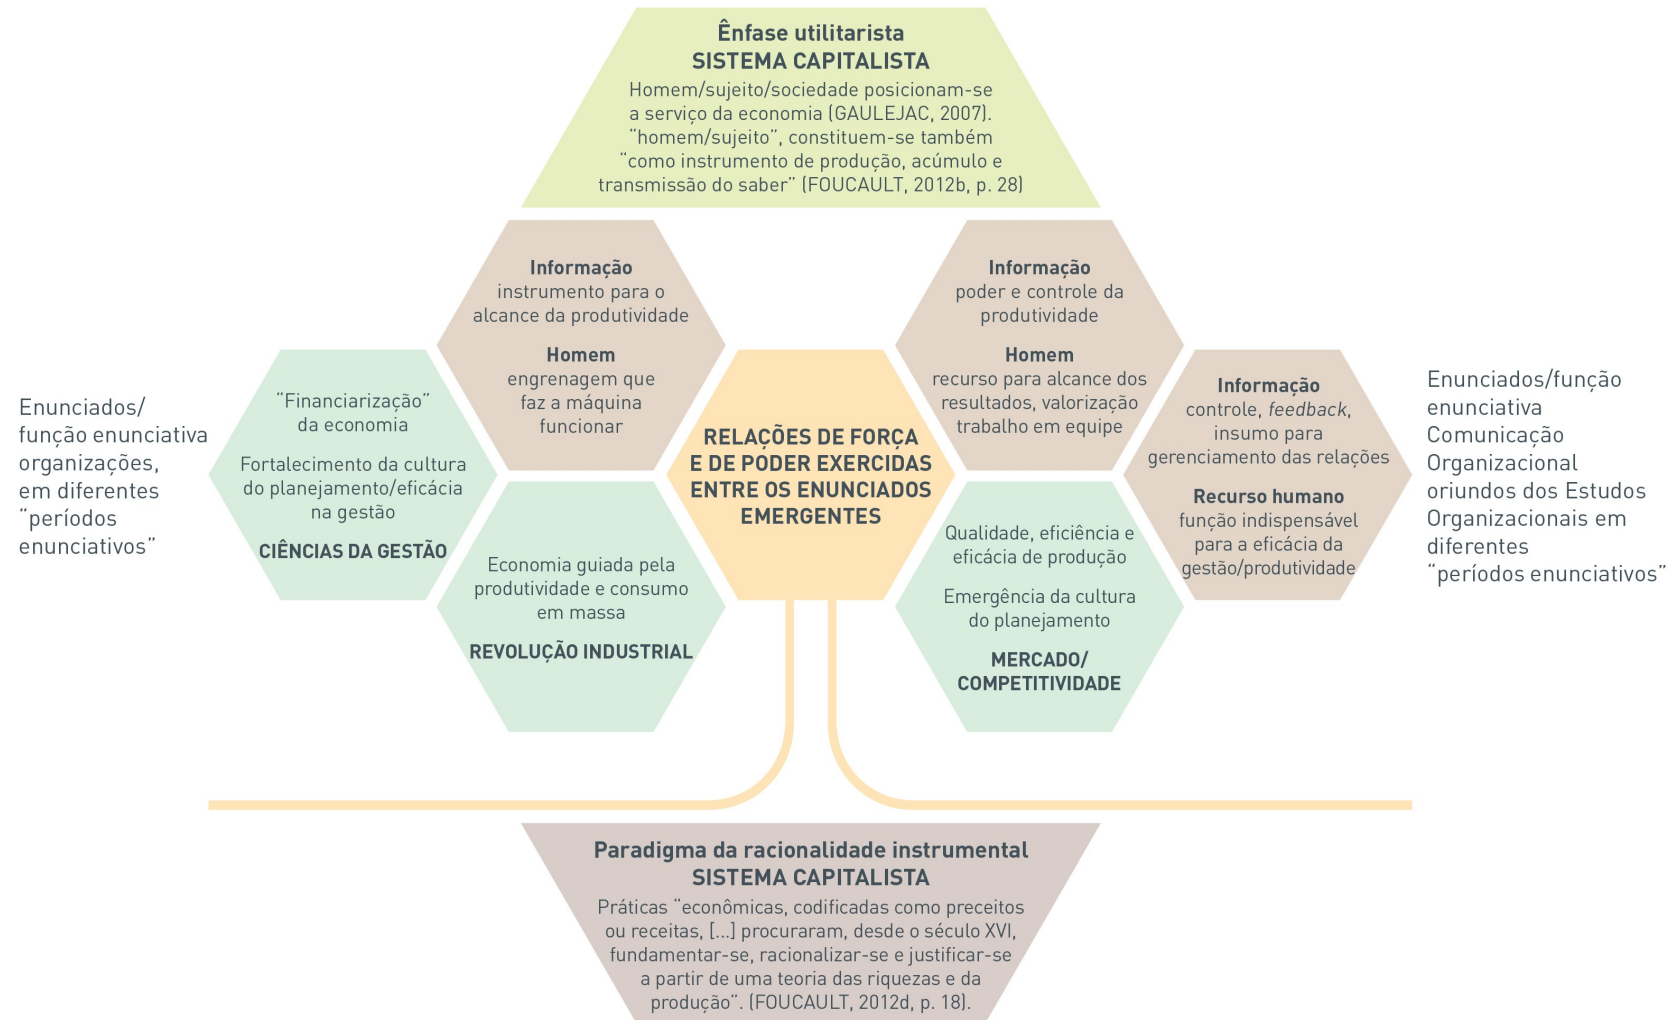 Ênfase utilitarista
SISTEMA CAPITALISTA
Homem/sujeito/sociedade posicionam-se
a serviço da economia (GAULEJAC, 2007).
“homem/sujeito”, constituem-se também
“como instrumento de produção, acúmulo e
transmissão do saber” (FOUCAULT, 2012b, p. 28)
Enunciados/
função enunciativa
organizações,
em diferentes
“períodos
enunciativos”
“Financiarização”
da economia
Fortalecimento da cultura
do planejamento/eficácia
na gestão
CIÊNCIAS DA GESTÃO
Informação
instrumento para o
alcance da produtividade
Homem
engrenagem que
faz a máquina
funcionar
Economia guiada pela
produtividade e consumo
em massa
REVOLUÇÃO INDUSTRIAL
RELAÇÕES DE FORÇA
E DE PODER EXERCIDAS
ENTRE OS ENUNCIADOS
EMERGENTES
Informação
poder e controle da
produtividade
Homem
recurso para alcance dos
resultados, valorização
trabalho em equipe
Qualidade, eficiência e
eficácia de produção
Emergência da cultura
do planejamento
MERCADO/
COMPETITIVIDADE
Informação
controle, feedback,
insumo para
gerenciamento das relações
Recurso humano
função indispensável
para a eficácia da
gestão/produtividade
Enunciados/função
enunciativa
Comunicação
Organizacional
oriundos dos Estudos
Organizacionais em
diferentes
“períodos enunciativos”
Paradigma da racionalidade instrumental
SISTEMA CAPITALISTA
Práticas “econômicas, codificadas como preceitos
ou receitas, [...] procuraram, desde o século XVI,
fundamentar-se, racionalizar-se e justificar-se
a partir de uma teoria das riquezas e da
produção”. (FOUCAULT, 2012d, p. 18).